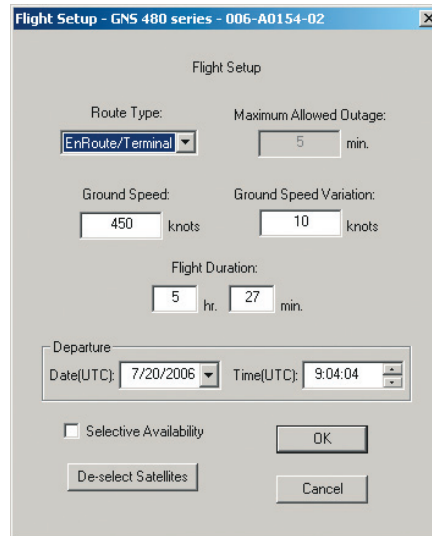 Flight Setup - GNS 480 series - 006-A0154-02
Flight Setup
Route Type:
Maximum Allowed Outage:
EnRoute/Terminal
5 min.
Ground Speed:
Ground Speed Variation:
450 knots
10 knots
Flight Duration:
5 hr. 27 min.
Departure
Date(UTC): 7/20/2006 Time(UTC): 9:04:04
Selective Availability
OK
De-select Satellites
Cancel